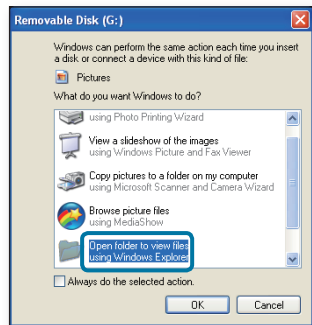 Removable Disk (G:)
Windows can perform the same action each time you insert
a disk or connect a device with this kind of file:
Pictures
What do you want Windows to do?
using Photo Printing Wizard
View a slideshow of the images
using Windows Picture and Fax Viewer
Copy pictures to a folder on my computer
using Microsoft Scanner and Camera Wizard
Browse picture files
using MediaShow
Open folder to view files
using Windows Explorer
Always do the selected action.
OK
Cancel